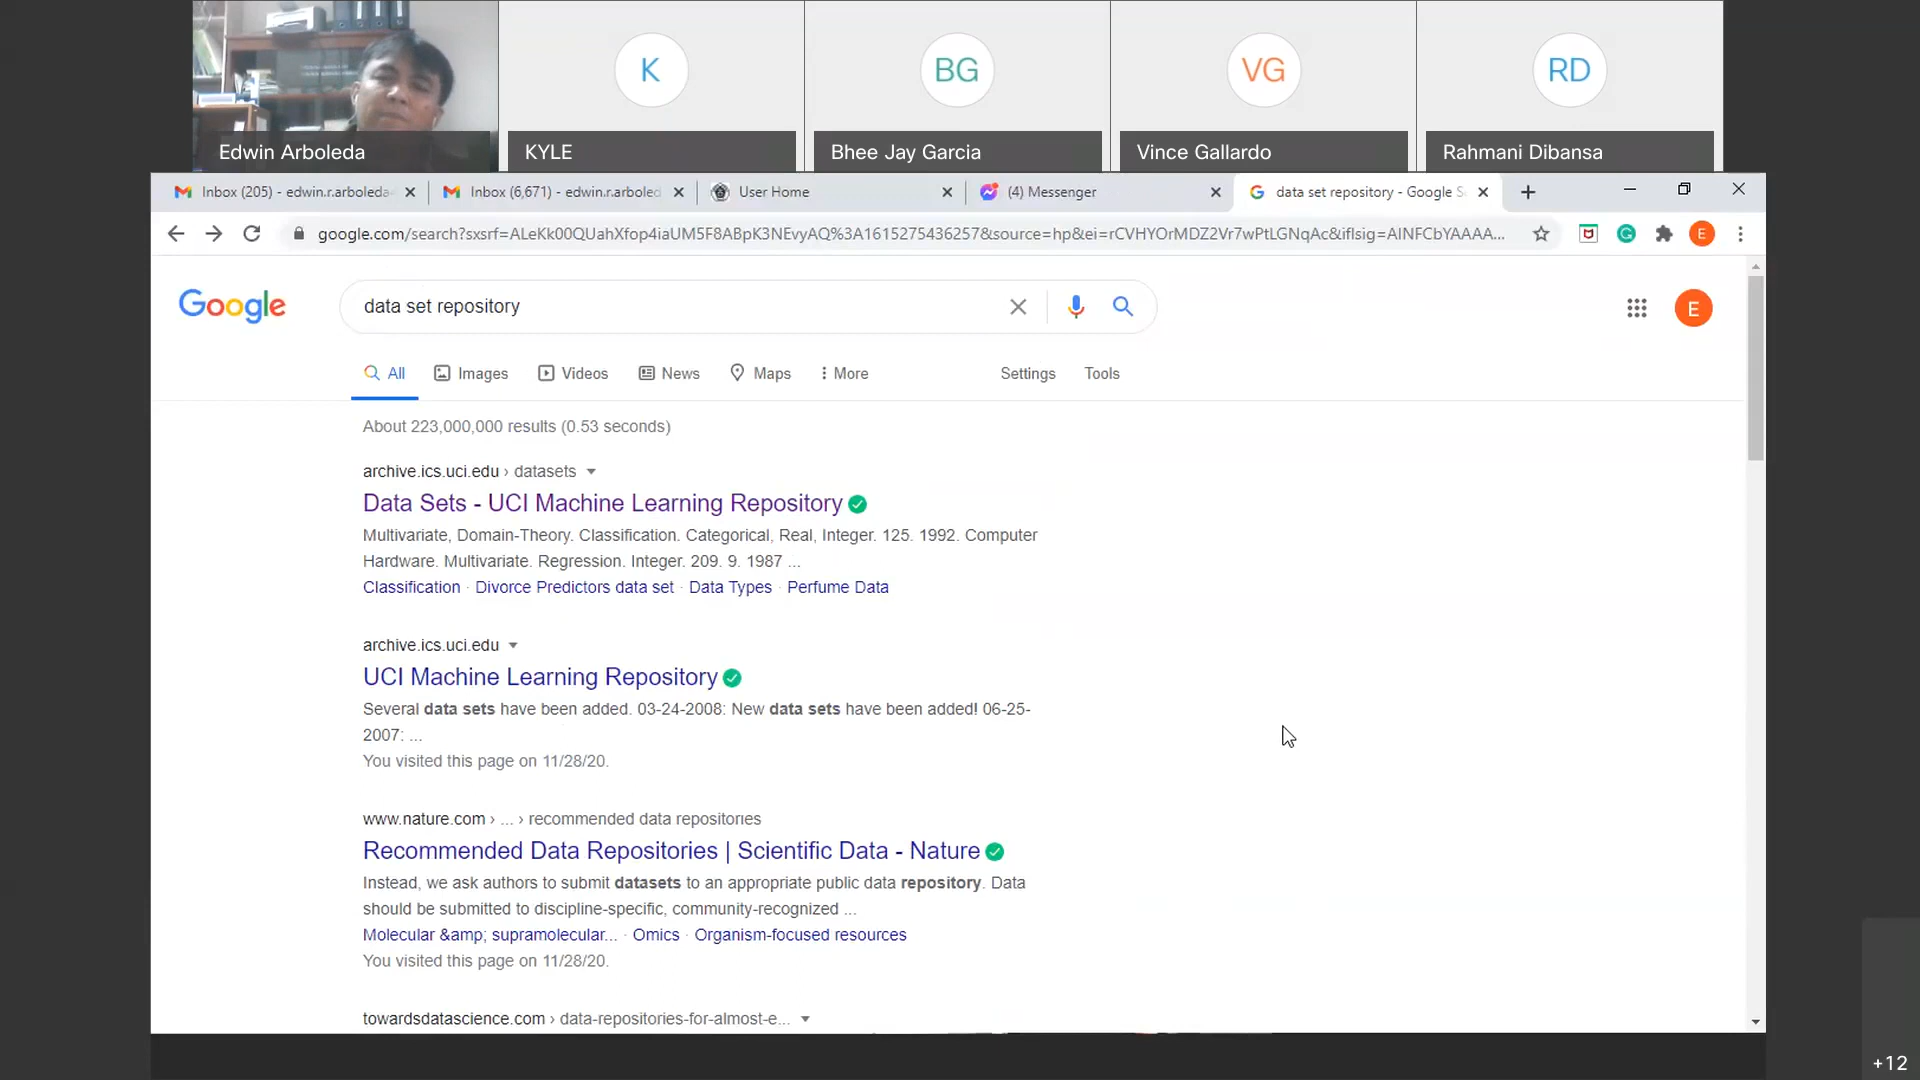 K
BG
VG
RD
Edwin Arboleda
KYLE
Bhee Jay Garcia
Vince Gallardo
Rahmani Dibansa
Inbox (205) - edwin.r.arboleda
Inbox (6,671) - edwin.r.arboled
User Home
(4) Messenger
data set repository - Google S
google.com/search?sxsrf=ALeKk00QUahXfop4iaUM5F8ABpK3NEvyAQ%3A1615275436257&source=hp&ei=rCVHYOrMDZ2Vr7wPtLGNqAc&iflsig=AINFCbYAAAA...
E
Google
data set repository
E
All
Images
Videos
News
Maps
More
Settings
Tools
About 223,000,000 results (0.53 seconds)
archive.ics.uci.edu › datasets
Data Sets - UCI Machine Learning Repository
Multivariate, Domain-Theory. Classification. Categorical, Real, Integer. 125. 1992. Computer
Hardware. Multivariate. Regression. Integer. 209. 9. 1987 ...
Classification · Divorce Predictors data set · Data Types · Perfume Data
archive.ics.uci.edu
UCI Machine Learning Repository
Several data sets have been added. 03-24-2008: New data sets have been added! 06-25-
2007: ...
You visited this page on 11/28/20.
www.nature.com › ... › recommended data repositories
Recommended Data Repositories | Scientific Data - Nature
Instead, we ask authors to submit datasets to an appropriate public data repository. Data
should be submitted to discipline-specific, community-recognized ...
Molecular &amp; supramolecular... · Omics · Organism-focused resources
You visited this page on 11/28/20.
towardsdatascience.com › data-repositories-for-almost-e...
+12